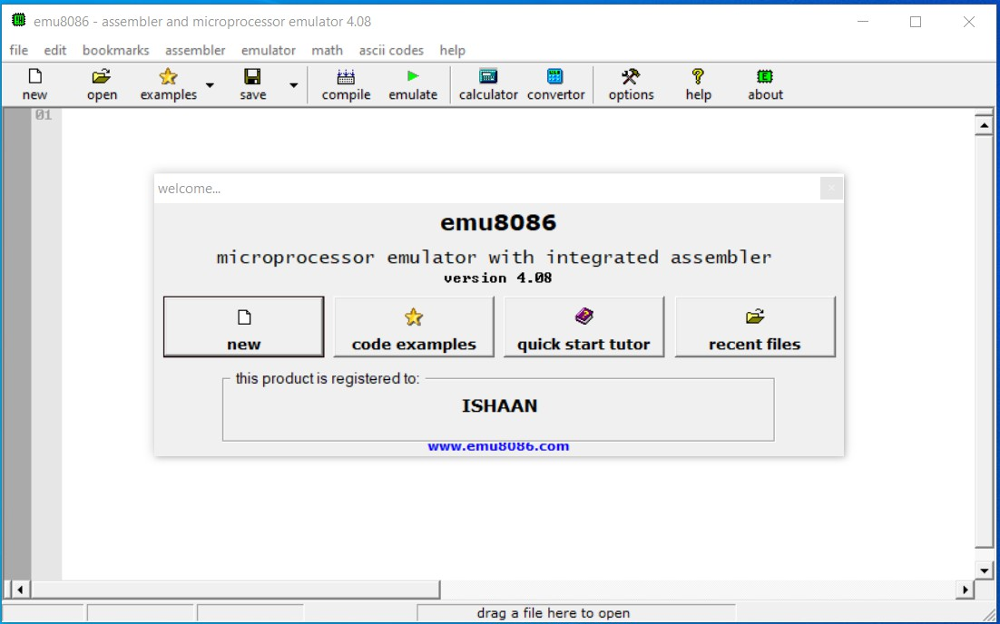 emu8086 - assembler and microprocessor emulator 4.08
file edit bookmarks assembler emulator math ascii codes help
new open examples save compile emulate calculator convertor options help about
01
welcome...
emu8086
microprocessor emulator with integrated assembler
version 4.08
new code examples quick start tutor recent files
this product is registered to:
ISHAAN
www.emu8086.com
drag a file here to open